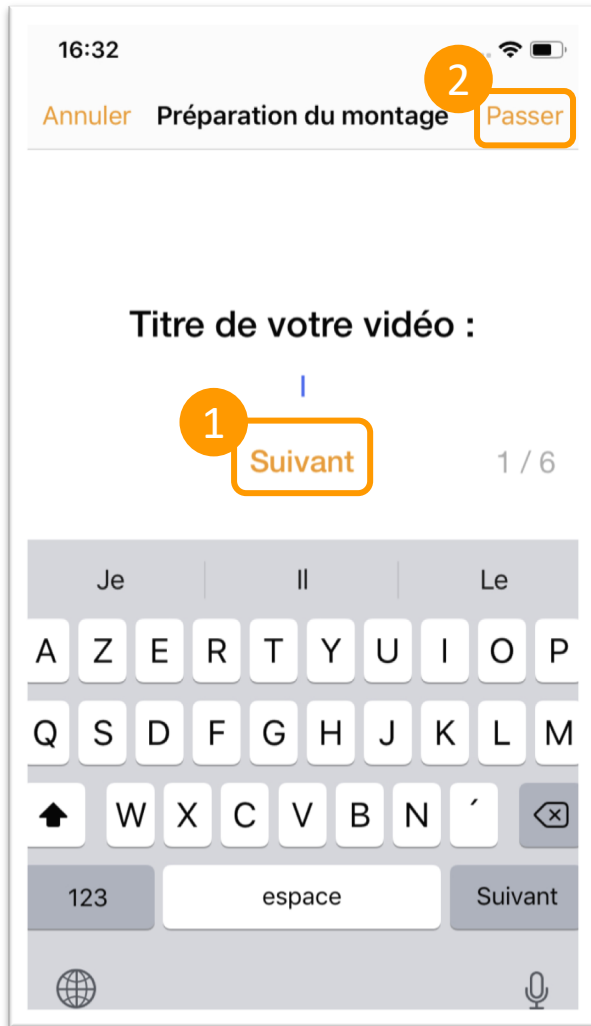 16:32
2
Annuler Préparation du montage Passer
Titre de votre vidéo :
1
Suivant 1 / 6
Je Il Le
A Z E R T Y U I O P
Q S D F G H J K L M
W X C V B N ´
123 espace Suivant